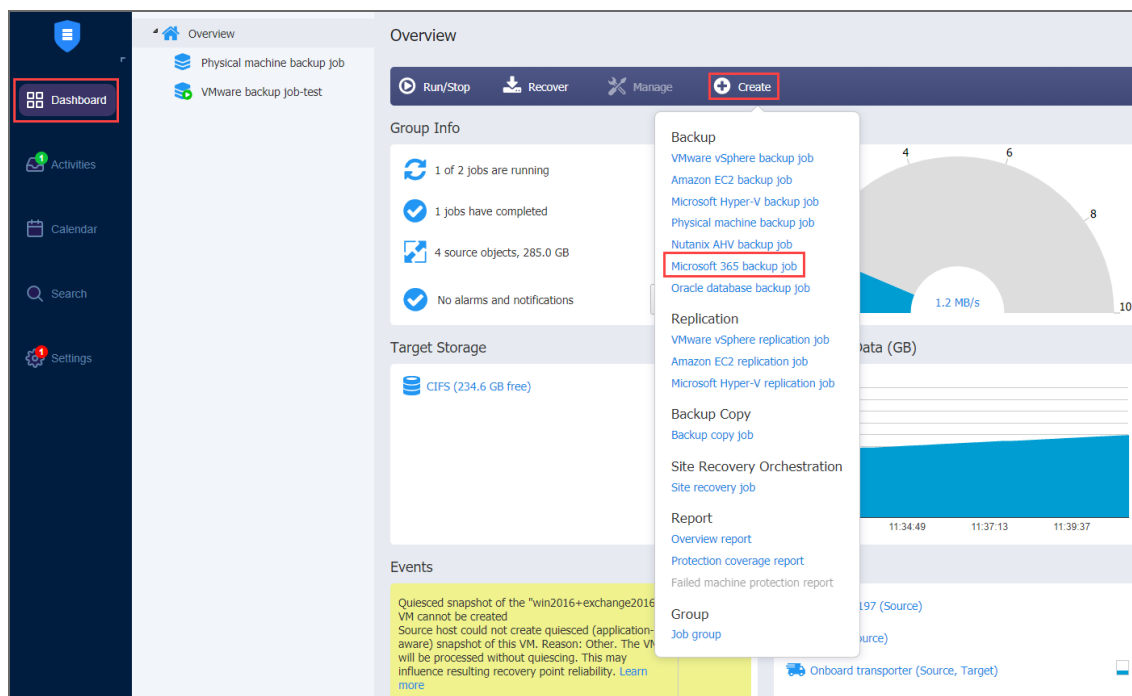 Dashboard
Activities
1
Calendar
Search
Settings
1
Overview
Physical machine backup job
VMware backup job-test
Overview
Run/Stop
Recover
Manage
Create
Group Info
1 of 2 jobs are running
1 jobs have completed
4 source objects, 285.0 GB
No alarms and notifications
Backup
VMware vSphere backup job
Amazon EC2 backup job
Microsoft Hyper-V backup job
Physical machine backup job
Nutanix AHV backup job
Microsoft 365 backup job
Oracle database backup job
Replication
VMware vSphere replication job
Amazon EC2 replication job
Microsoft Hyper-V replication job
Backup Copy
Backup copy job
Site Recovery Orchestration
Site recovery job
Report
Overview report
Protection coverage report
Failed machine protection report
Group
Job group
4
6
8
10
1.2 MB/s
Target Storage
CIFS (234.6 GB free)
Data (GB)
11:34:49
11:37:13
11:39:37
Events
Quiesced snapshot of the "win2016+exchange2016
VM cannot be created
Source host could not create quiesced (application-
aware) snapshot of this VM. Reason: Other. The VM
will be processed without quiescing. This may
influence resulting recovery point reliability. Learn
more
197 (Source)
Onboard transporter (Source, Target)